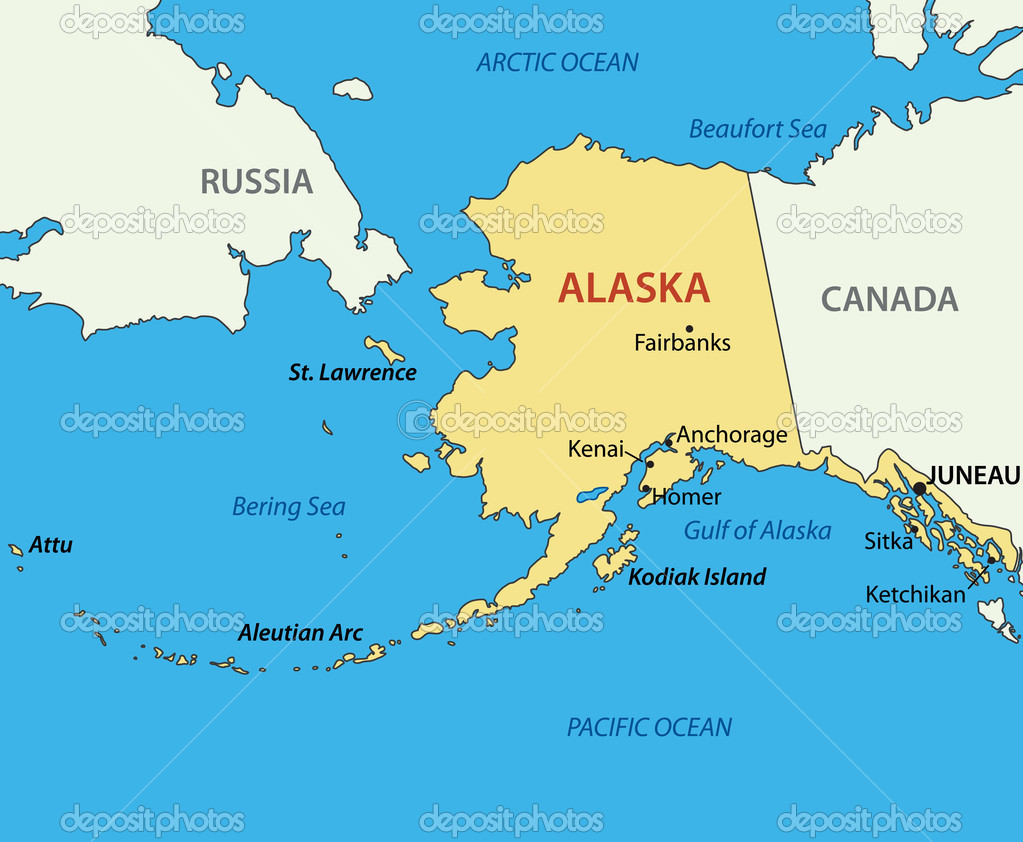 depositphotos depositphotos depositphotos
ARCTIC OCEAN
Beaufort Sea
RUSSIA
depositphotos depositphotos depositphotos
ALASKA
CANADA
Fairbanks
St. Lawrence
depositphotos depositphotos depositphotos
Anchorage
Kenai
JUNEAU
Homer
Bering Sea
Gulf of Alaska
Sitka
Attu
Kodiak Island
Ketchikan
depositphotos depositphotos depositphotos
Aleutian Arc
PACIFIC OCEAN
depositphotos depositphotos depositphotos